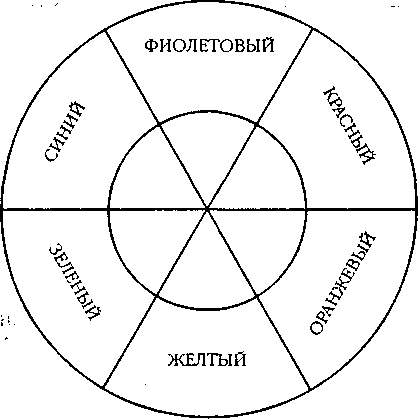 ФИОЛЕТОВЫЙ
КРАСНЫЙ
ОРАНЖЕВЫЙ
ЖЕЛТЫЙ
ЗЕЛЕНЫЙ
СИНИЙ